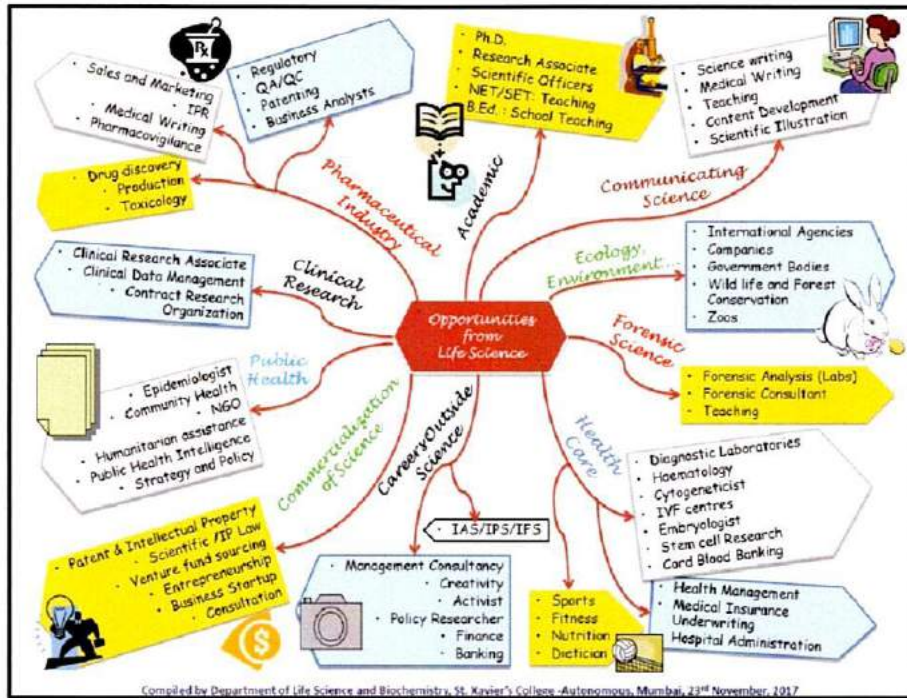 Rx
Sales and Marketing
IPR
Medical Writing
Pharmacovigilance
Regulatory
QA/QC
Patenting
Business Analysts
Ph.D.
Research Associate
Scientific Officers
NET/SET: Teaching
B.Ed.: School Teaching
Science writing
Medical Writing
Teaching
Content Development
Scientific Illustration
Drug discovery
Production
Toxicology
Pharmaceutical
Industry
Academic
Communicating
Science
Clinical Research Associate
Clinical Data Management
Contract Research
Organization
Clinical
Research
Ecology,
Environment...
International Agencies
Companies
Government Bodies
Wild life and Forest
Conservation
Zoos
Opportunities
from
Life Science
Public
Health
Epidemiologist
Community Health
NGO
Humanitarian assistance
Public Health Intelligence
Strategy and Policy
Forensic
Science
Forensic Analysis (Labs)
Forensic Consultant
Teaching
Commercialization
of Science
Careers Outside
Science
Health
Care
Diagnostic Laboratories
Haematology
Cytogeneticist
IVF centres
Embryologist
Stem cell Research
Cord Blood Banking
Patent & Intellectual Property
Scientific /IP Law
Venture fund sourcing
Entrepreneurship
Business Startup
Consultation
$
IAS/IPS/IFS
Management Consultancy
Creativity
Activist
Policy Researcher
Finance
Banking
Sports
Fitness
Nutrition
Dietician
Health Management
Medical Insurance
Underwriting
Hospital Administration
Compiled by Department of Life Science and Biochemistry, St. Xavier's College -Autonomous, Mumbai, 23rd November, 2017